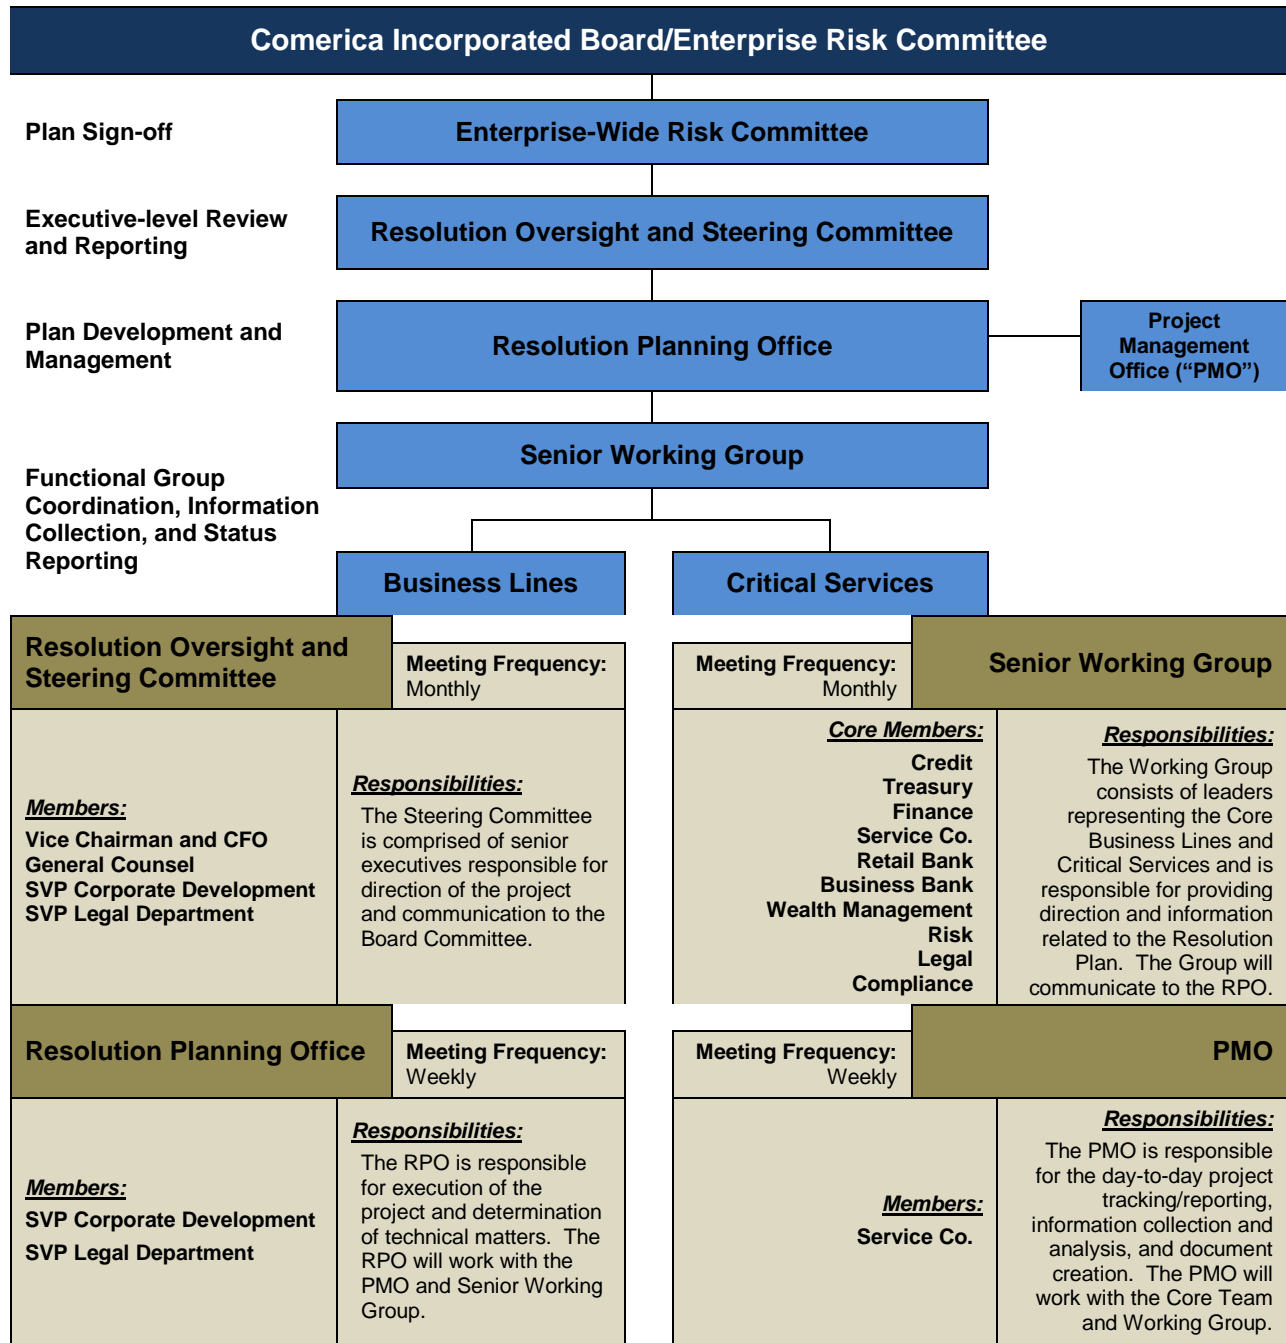 Comerica Incorporated Board/Enterprise Risk Committee
Plan Sign-off
Enterprise-Wide Risk Committee
Executive-level Review
and Reporting
Resolution Oversight and Steering Committee
Plan Development and
Management
Resolution Planning Office
Project
Management
Office (“PMO”)
Senior Working Group
Functional Group
Coordination, Information
Collection, and Status
Reporting
Business Lines
Critical Services
Resolution Oversight and
Steering Committee
Meeting Frequency:
Monthly
Members:
Vice Chairman and CFO
General Counsel
SVP Corporate Development
SVP Legal Department
Responsibilities:
The Steering Committee
is comprised of senior
executives responsible for
direction of the project
and communication to the
Board Committee.
Meeting Frequency:
Monthly
Senior Working Group
Core Members:
Credit
Treasury
Finance
Service Co.
Retail Bank
Business Bank
Wealth Management
Risk
Legal
Compliance
Responsibilities:
The Working Group
consists of leaders
representing the Core
Business Lines and
Critical Services and is
responsible for providing
direction and information
related to the Resolution
Plan. The Group will
communicate to the RPO.
Resolution Planning Office
Meeting Frequency:
Weekly
Members:
SVP Corporate Development
SVP Legal Department
Responsibilities:
The RPO is responsible
for execution of the
project and determination
of technical matters. The
RPO will work with the
PMO and Senior Working
Group.
Meeting Frequency:
Weekly
PMO
Members:
Service Co.
Responsibilities:
The PMO is responsible
for the day-to-day project
tracking/reporting,
information collection and
analysis, and document
creation. The PMO will
work with the Core Team
and Working Group.